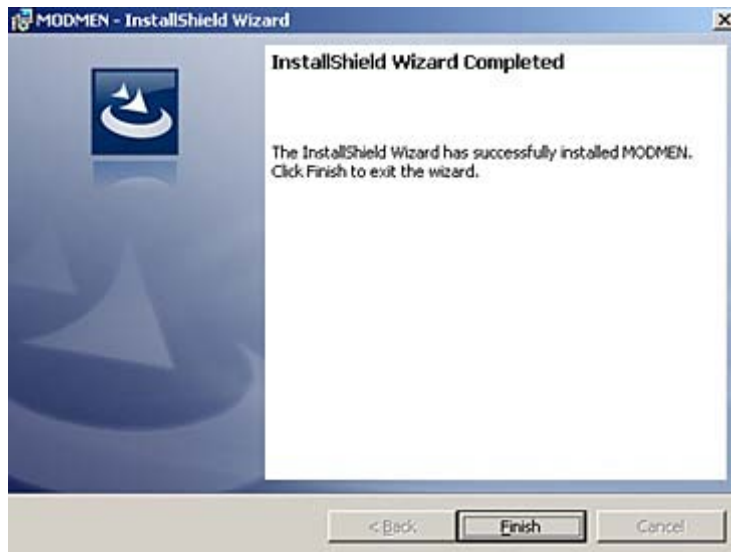 MODMEN - InstallShield Wizard
InstallShield Wizard Completed
The InstallShield Wizard has successfully installed MODMEN.
Click Finish to exit the wizard.
< Back
Finish
Cancel